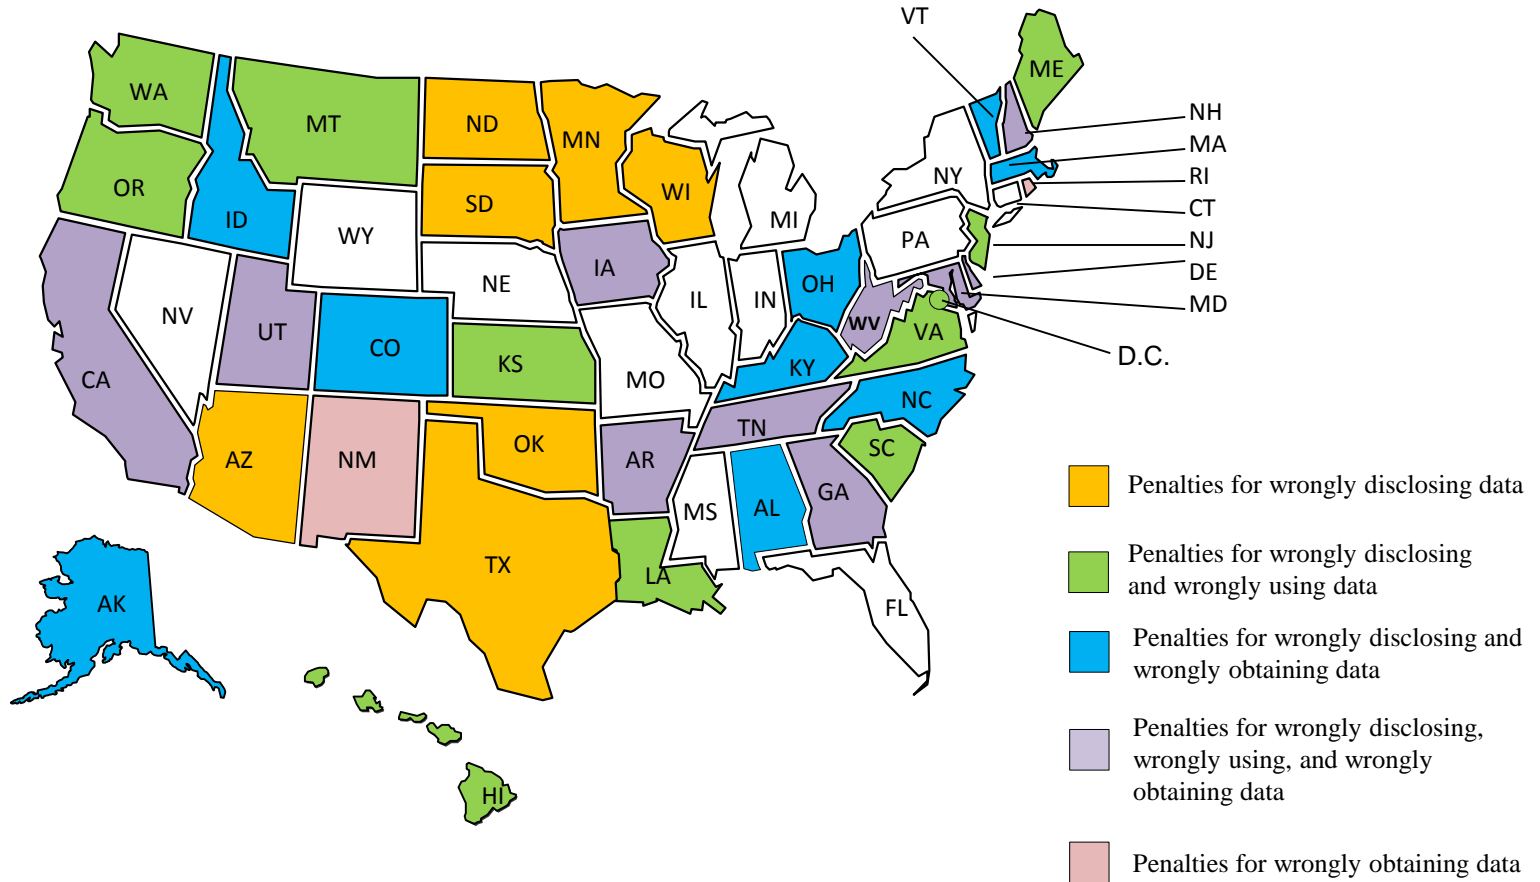 VT
ME
WA
NH
ND
MT
MN
MA
NY
RI
OR
SD
WI
CT
ID
MI
WY
PA
NJ
IA
DE
NE
OH
IL
IN
MD
NV
UT
WV
VA
CO
D.C.
KS
KY
CA
MO
NC
TN
OK
SC
AZ
NM
AR
GA
Penalties for wrongly disclosing data
MS
AL
TX
LA
Penalties for wrongly disclosing
and wrongly using data
AK
FL
Penalties for wrongly disclosing and
wrongly obtaining data
Penalties for wrongly disclosing,
wrongly using, and wrongly
obtaining data
HI
Penalties for wrongly obtaining data